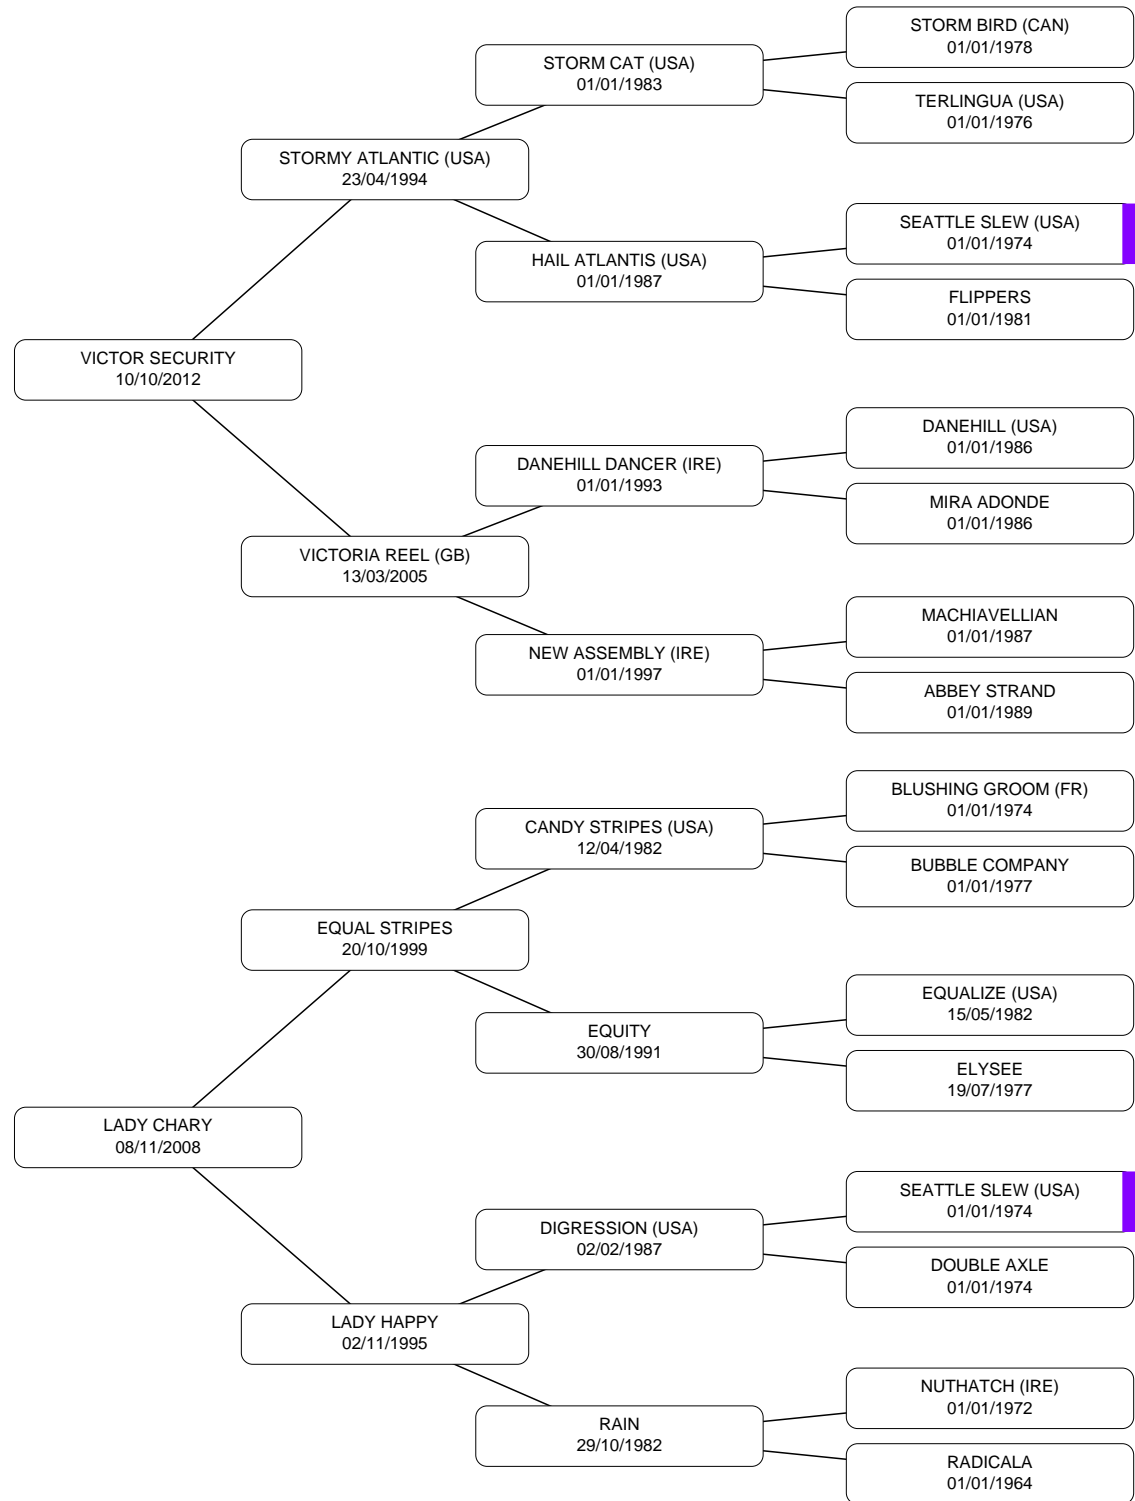 STORM BIRD (CAN)
01/01/1978
STORM CAT (USA)
01/01/1983
TERLINGUA (USA)
01/01/1976
STORMY ATLANTIC (USA)
23/04/1994
SEATTLE SLEW (USA)
01/01/1974
HAIL ATLANTIS (USA)
01/01/1987
FLIPPERS
01/01/1981
VICTOR SECURITY
10/10/2012
DANEHILL (USA)
01/01/1986
DANEHILL DANCER (IRE)
01/01/1993
MIRA ADONDE
01/01/1986
VICTORIA REEL (GB)
13/03/2005
MACHIAVELLIAN
01/01/1987
NEW ASSEMBLY (IRE)
01/01/1997
ABBEY STRAND
01/01/1989
BLUSHING GROOM (FR)
01/01/1974
CANDY STRIPES (USA)
12/04/1982
BUBBLE COMPANY
01/01/1977
EQUAL STRIPES
20/10/1999
EQUALIZE (USA)
15/05/1982
EQUITY
30/08/1991
ELYSEE
19/07/1977
LADY CHARY
08/11/2008
SEATTLE SLEW (USA)
01/01/1974
DIGRESSION (USA)
02/02/1987
DOUBLE AXLE
01/01/1974
LADY HAPPY
02/11/1995
NUTHATCH (IRE)
01/01/1972
RAIN
29/10/1982
RADICALA
01/01/1964